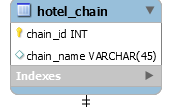 hotel_chain
chain_id INT
chain_name VARCHAR(45)
Indexes